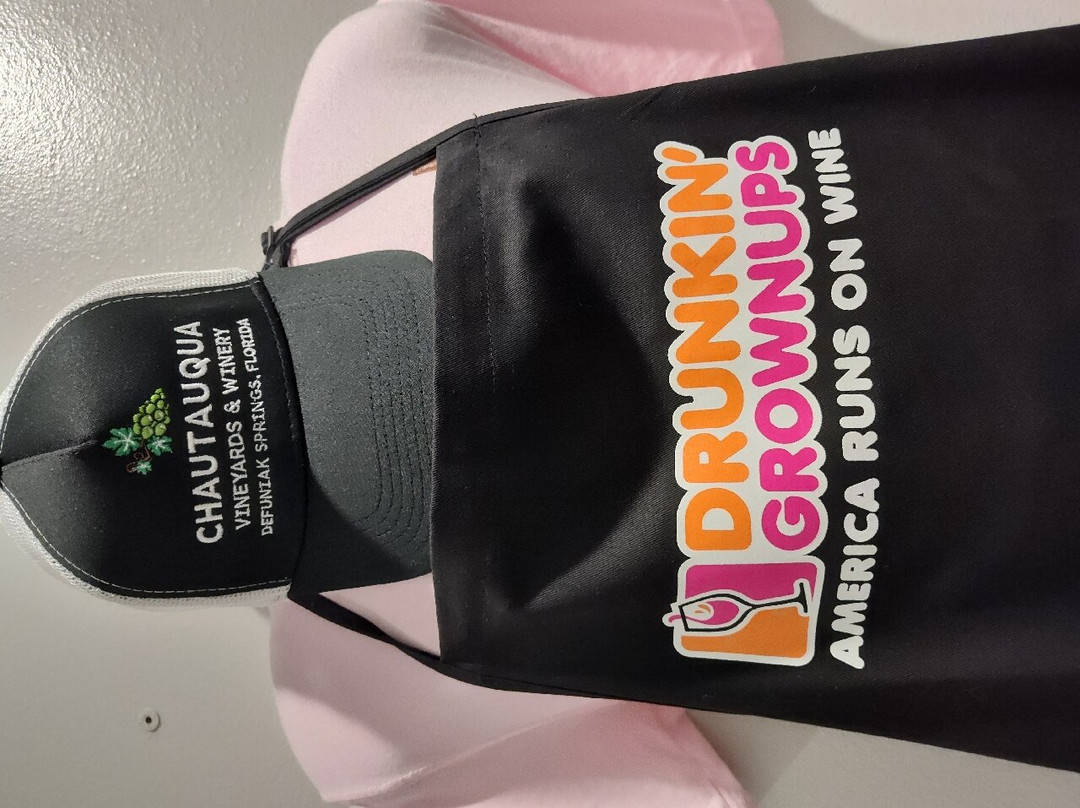 CHAUTAUQUA
VINEYARDS & WINERY
DEFUNIAK SPRINGS, FLORIDA
DRUNKIN'
GROWNUPS
AMERICA RUNS ON WINE